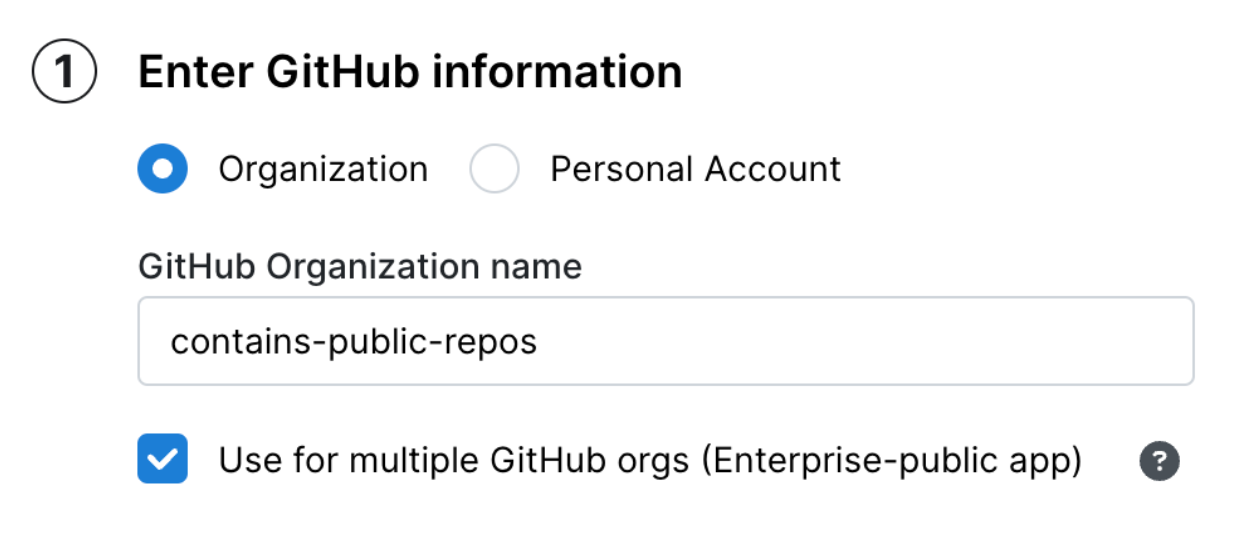 1 Enter GitHub information
Organization Personal Account
GitHub Organization name
contains-public-repos
Use for multiple GitHub orgs (Enterprise-public app) ?